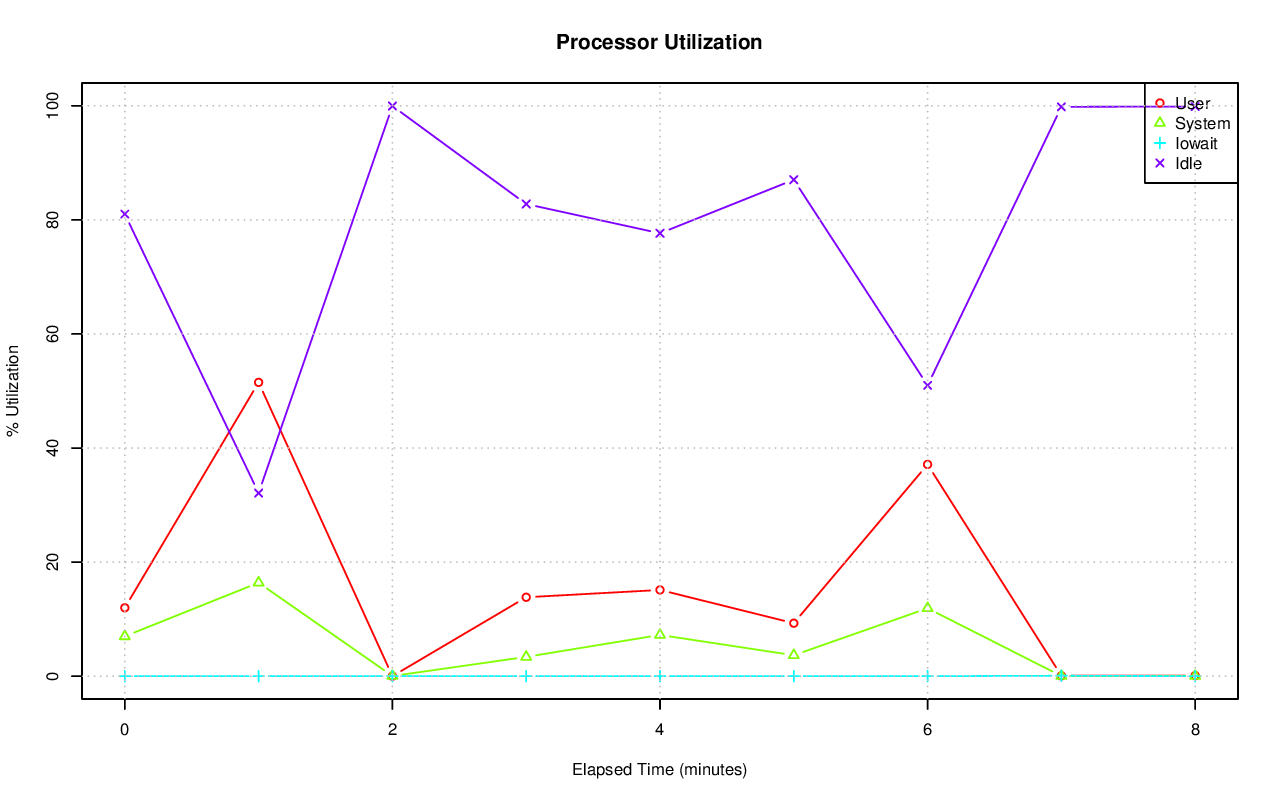 Processor Utilization
% Utilization
100
80
60
40
20
0
User
System
Iowait
Idle
0 2 4 6 8
Elapsed Time (minutes)